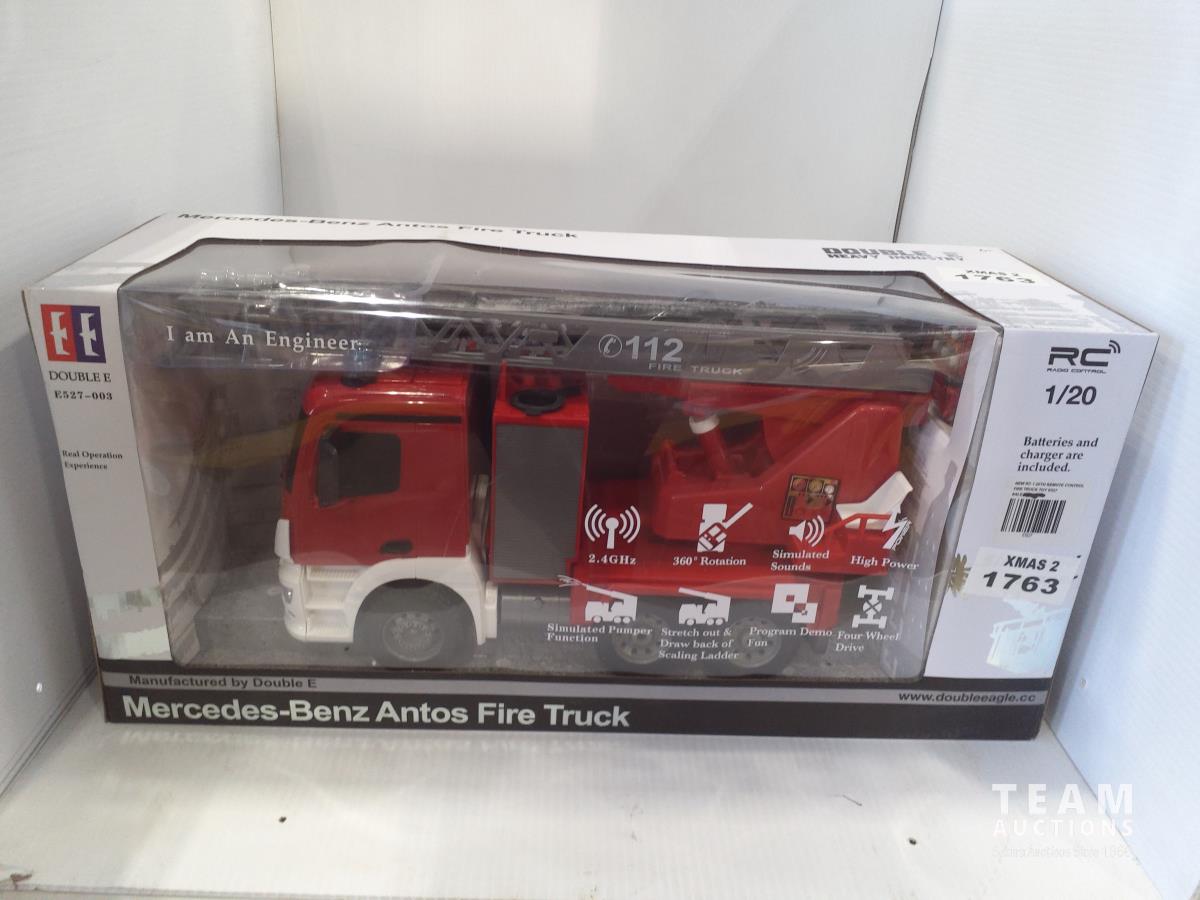 Mercedes-Benz Antos Fire Truck
DOUBLE E
HEAVY INDUSTRY
XMAS 2
1763
I am An Engineer
112
FIRE TRUCK
DOUBLE E
E527-003
Real Operation
Experience
RC
RADIO CONTROL
1/20
Batteries and
charger are
included.
XMAS 2
1763
2.4GHz
360° Rotation
Simulated
Sounds
High Power
Simulated Pumper
Function
Stretch out &
Draw back of
Scaling Ladder
Program Demo
Fun
Four Wheel
Drive
Manufactured by Double E
www.doubleeagle.cc
Mercedes-Benz Antos Fire Truck
TEAM
AUCTIONS